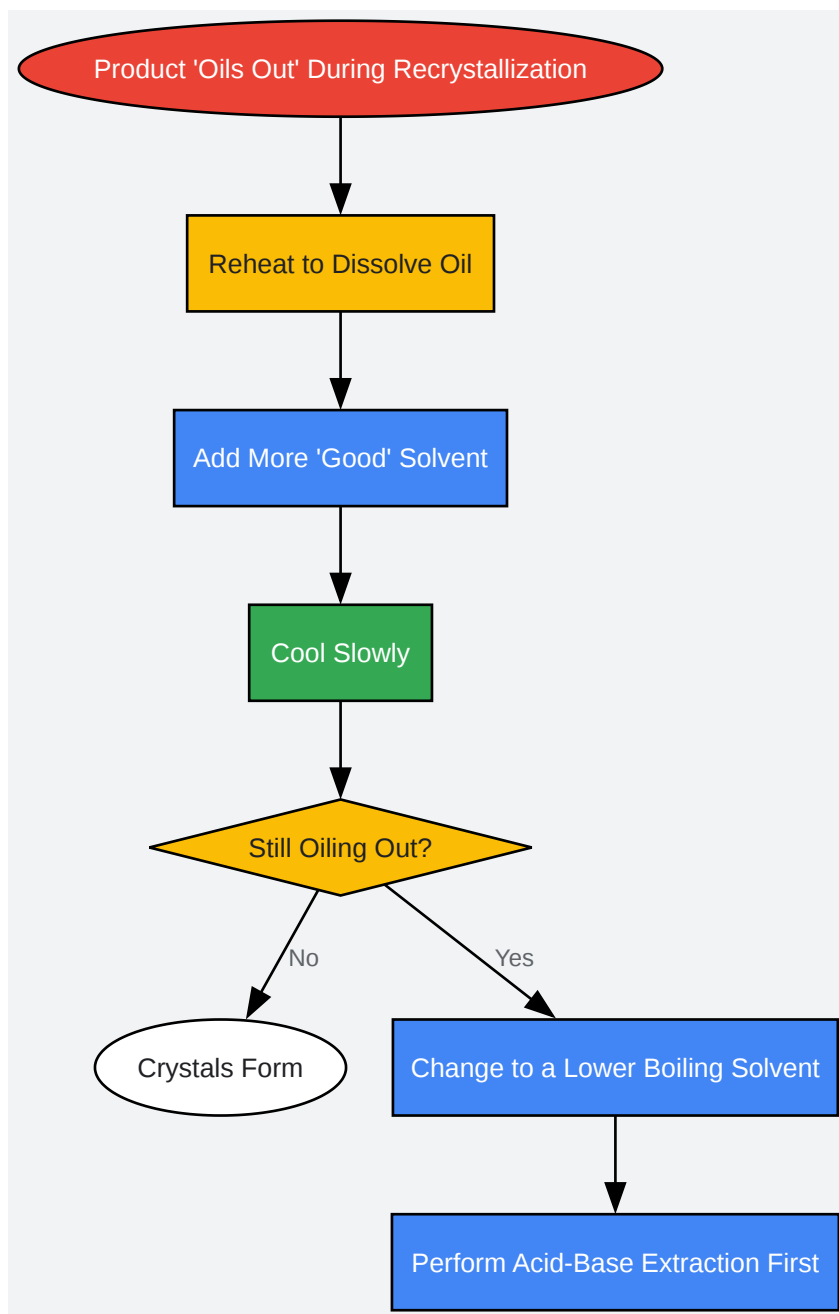 Product 'Oils Out' During Recrystallization
Reheat to Dissolve Oil
Add More 'Good' Solvent
Cool Slowly
Still Oiling Out?
No
Yes
Crystals Form
Change to a Lower Boiling Solvent
Perform Acid-Base Extraction First